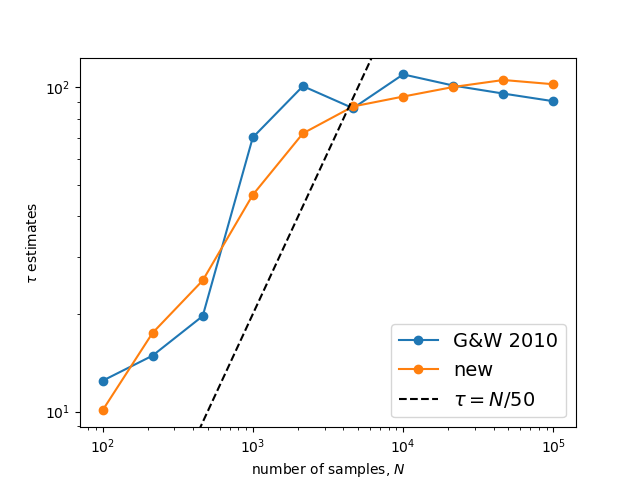 10²
τ estimates
10¹
10² 10³ 10⁴ 10⁵
number of samples, N
G&W 2010
new
τ = N/50